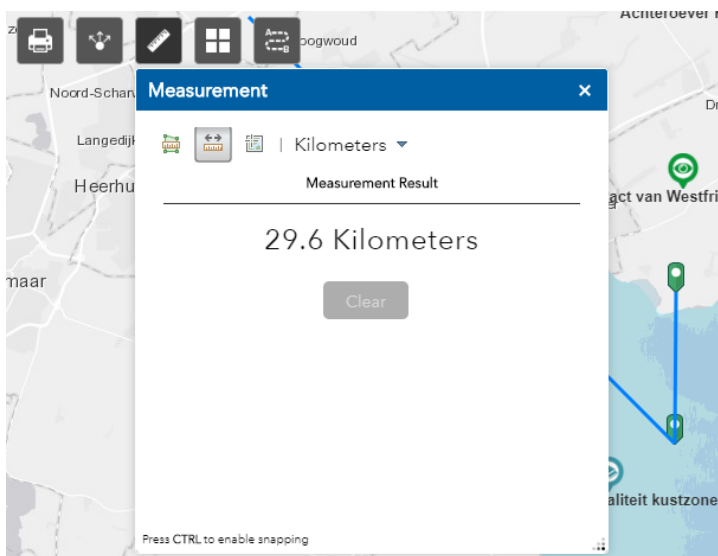 Achteroever
A
B
oogwoud
Noord-Schar
Measurement
Langedijk
| Kilometers
Heerhu
Measurement Result
act van Westfri
29.6 Kilometers
maar
Clear
aliteit kustzone
Press CTRL to enable snapping